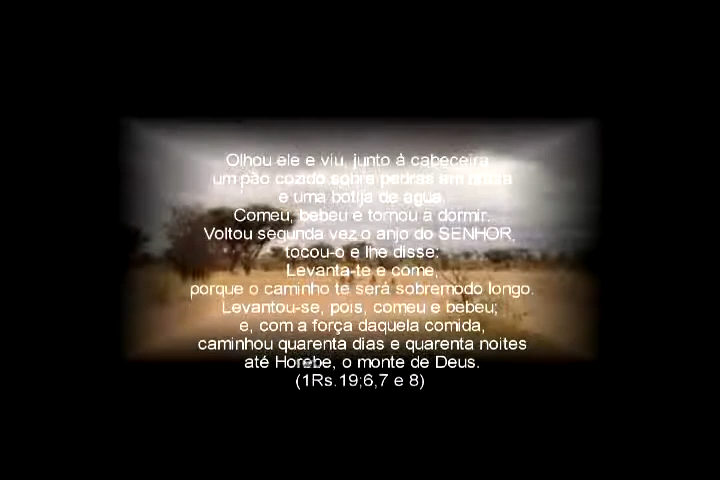 Olhou ele e viu, junto à cabeceira
um pão cozido sobre pedras em brasa
e uma botija de agua.
Comeu, bebeu e tornou a dormir.
Voltou segunda vez o anjo do SENHOR,
tocou-o e lhe disse:
Levanta-te e come,
porque o caminho te será sobremodo longo.
Levantou-se, pois, comeu e bebeu;
e, com a força daquela comida,
caminhou quarenta dias e quarenta noites
até Horebe, o monte de Deus.
(1Rs.19;6,7 e 8)